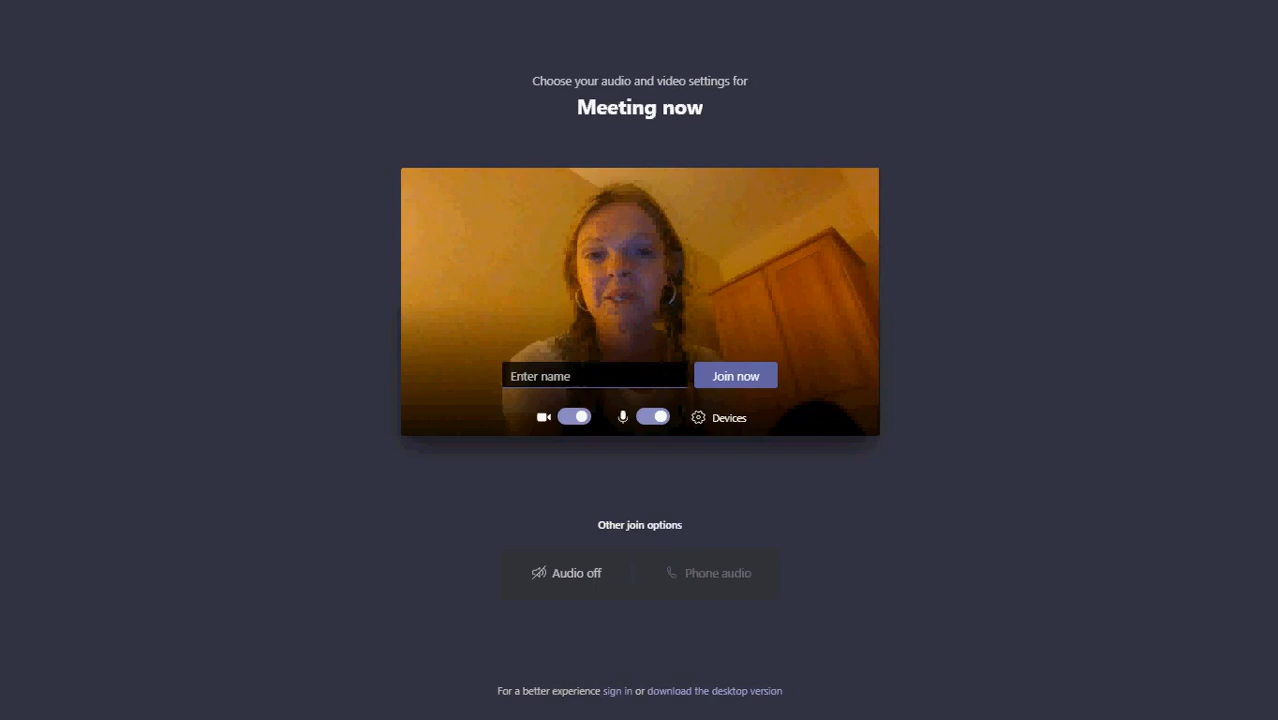 Choose your audio and video settings for
Meeting now
Enter name
Join now
Devices
Other join options
Audio off
Phone audio
For a better experience sign in or download the desktop version